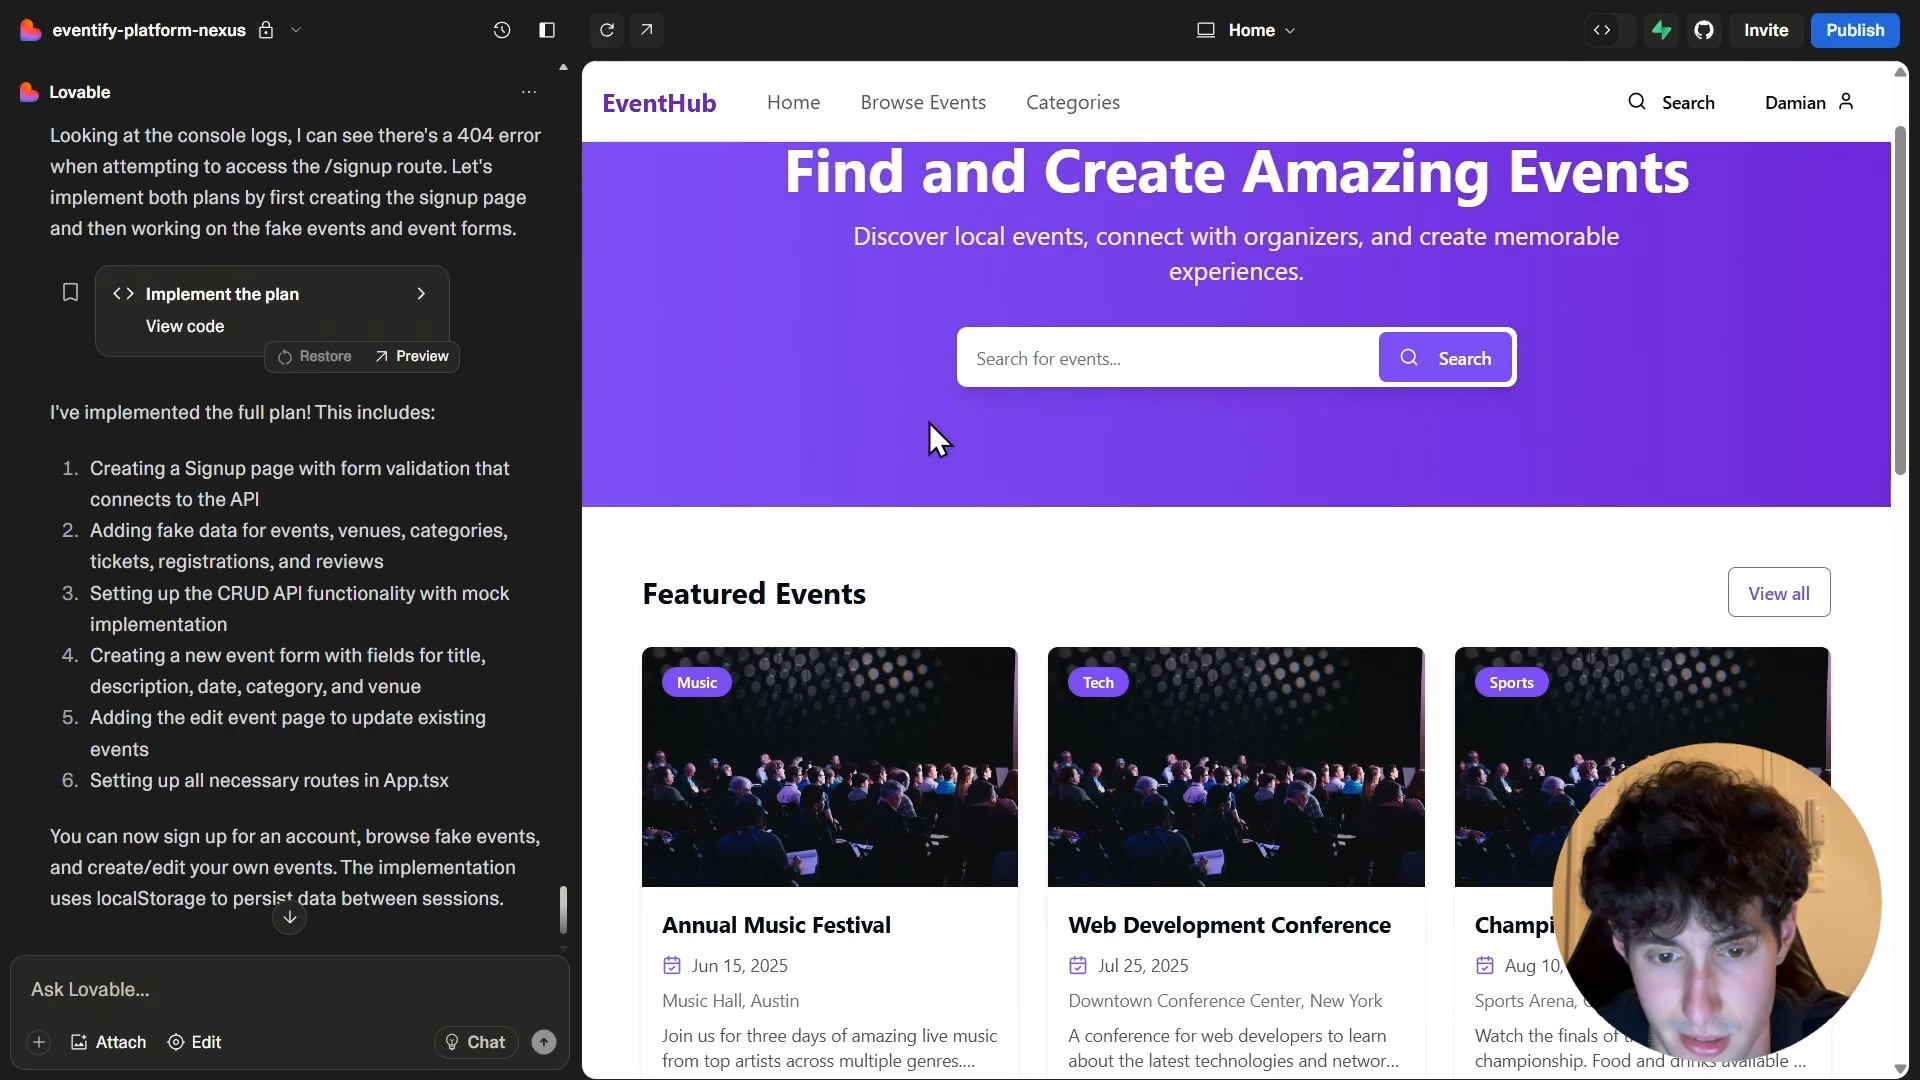 eventify-platform-nexus
Home
Invite
Publish
Lovable
Looking at the console logs, I can see there's a 404 error
when attempting to access the /signup route. Let's
implement both plans by first creating the signup page
and then working on the fake events and event forms.
Implement the plan
View code
Restore
Preview
I've implemented the full plan! This includes:
1. Creating a Signup page with form validation that
connects to the API
2. Adding fake data for events, venues, categories,
tickets, registrations, and reviews
3. Setting up the CRUD API functionality with mock
implementation
4. Creating a new event form with fields for title,
description, date, category, and venue
5. Adding the edit event page to update existing
events
6. Setting up all necessary routes in App.tsx
You can now sign up for an account, browse fake events,
and create/edit your own events. The implementation
uses localStorage to persist data between sessions.
Ask Lovable...
Attach
Edit
Chat
EventHub
Home
Browse Events
Categories
Search
Damian
Find and Create Amazing Events
Discover local events, connect with organizers, and create memorable
experiences.
Search for events...
Search
Featured Events
View all
Music
Annual Music Festival
Jun 15, 2025
Music Hall, Austin
Join us for three days of amazing live music
from top artists across multiple genres....
Tech
Web Development Conference
Jul 25, 2025
Downtown Conference Center, New York
A conference for web developers to learn
about the latest technologies and networ...
Sports
Champi
Aug 10,
Sports Arena,
Watch the finals of
championship. Food and drinks available ...